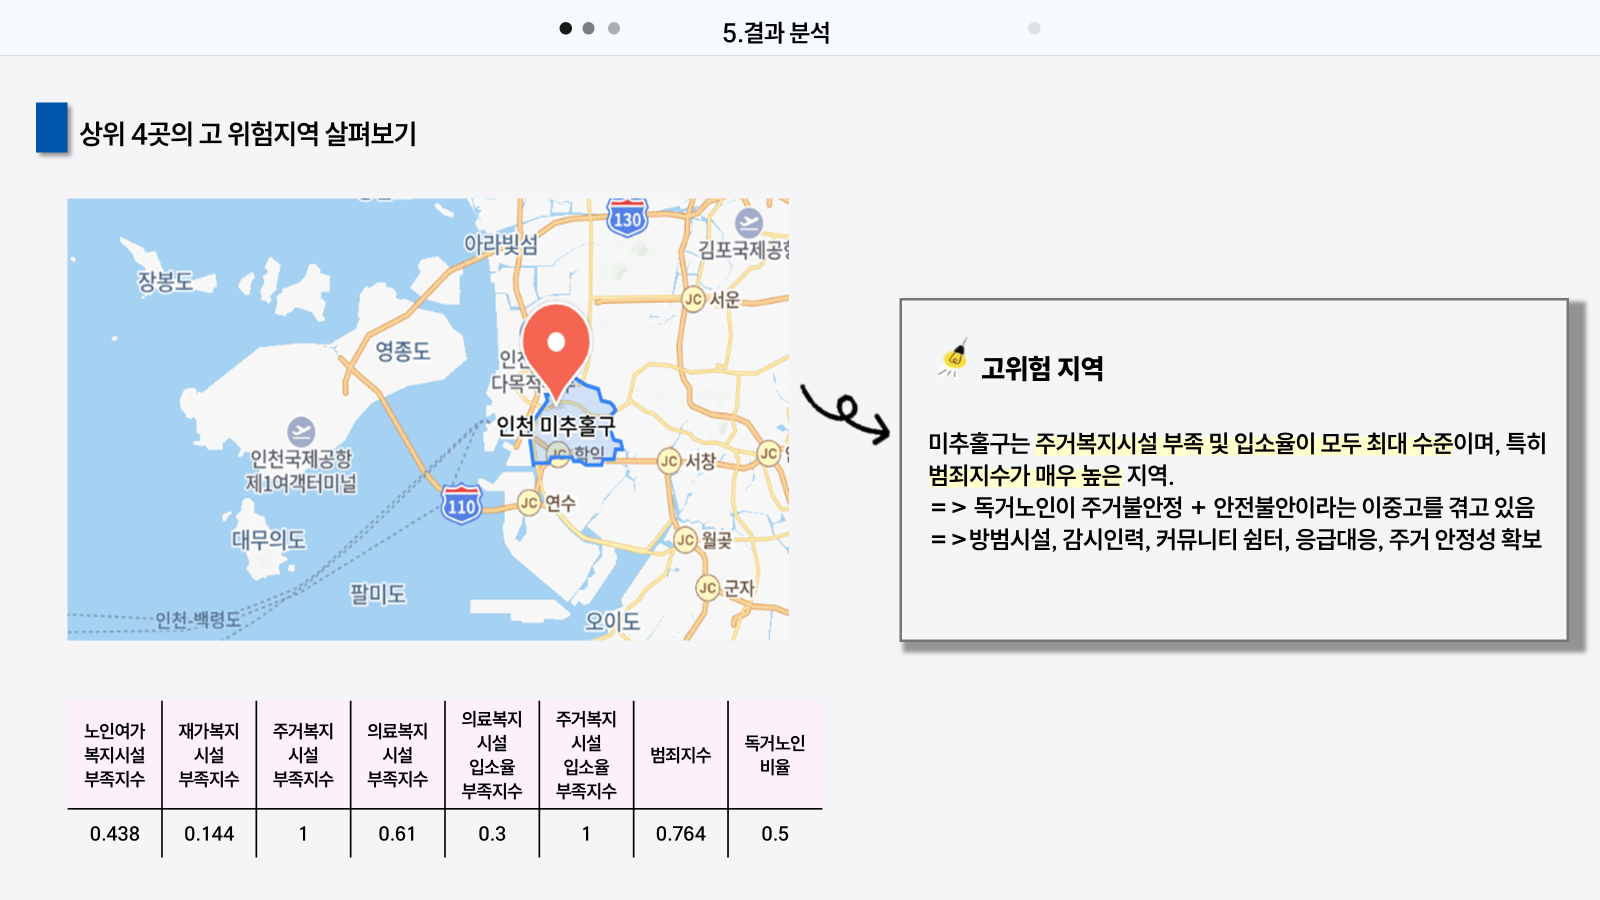 5.결과 분석
상위 4곳의 고 위험지역 살펴보기
130
아라빛섬
김포국제공항
장봉도
JC 서운
영종도
다목적
인천 미추홀구
JC 학익
인천국제공항
제1여객터미널
JC 서창
JC
110
JC 연수
대무의도
JC 월곶
팔미도
JC 군자
인천-백령도
오이도
고위험 지역
미추홀구는 주거복지시설 부족 및 입소율이 모두 최대 수준이며, 특히
범죄지수가 매우 높은 지역.
=> 독거노인이 주거불안정 + 안전불안이라는 이중고를 겪고 있음
=>방범시설, 감시인력, 커뮤니티 쉼터, 응급대응, 주거 안정성 확보
노인여가 복지시설 부족지수
재가복지 시설 부족지수
주거복지 시설 부족지수
의료복지 시설 부족지수
의료복지 시설 입소율 부족지수
주거복지 시설 입소율 부족지수
범죄지수
독거노인 비율
0.438 0.144 1 0.61 0.3 1 0.764 0.5